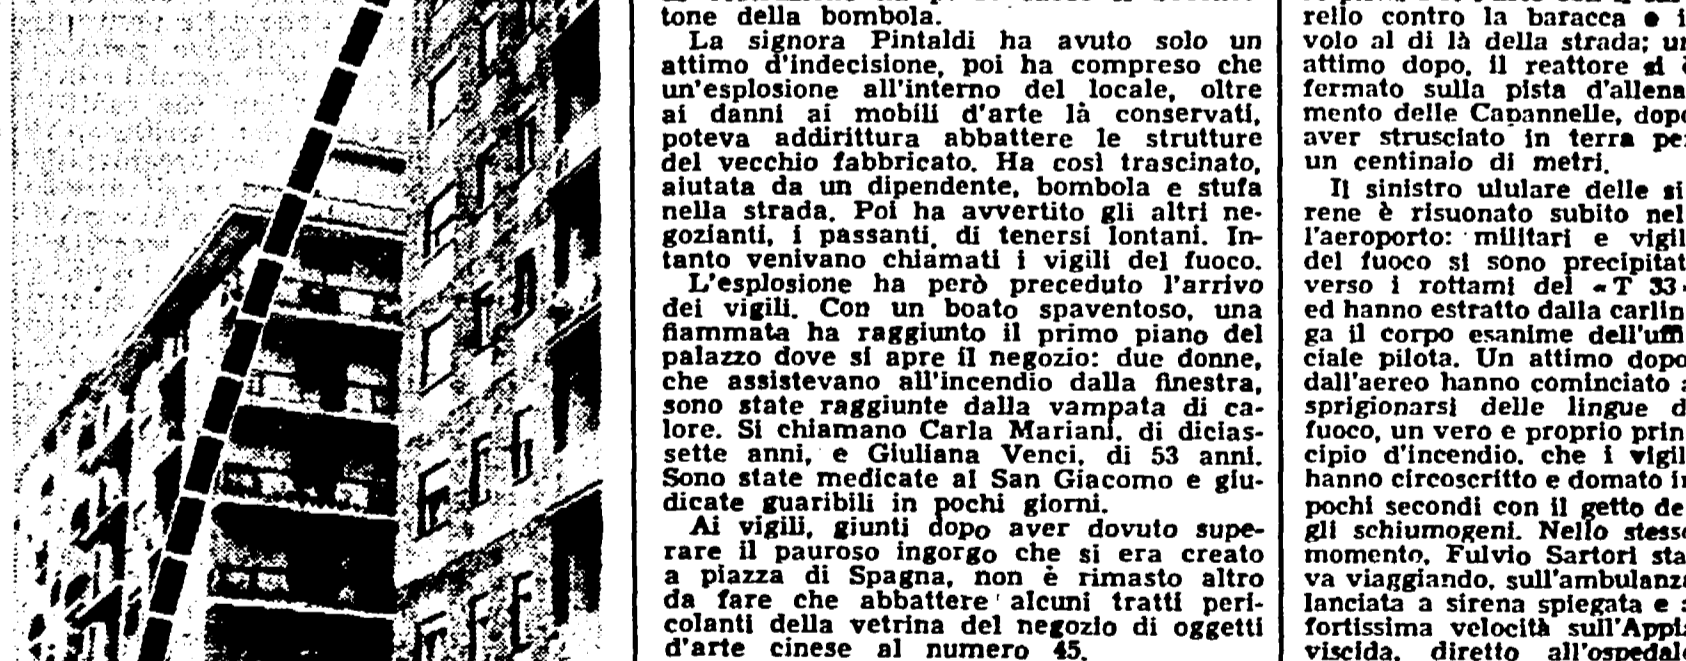 tone della bombola.
La signora Pintaldi ha avuto solo un
attimo d'indecisione, poi ha compreso che
un'esplosione all'interno del locale, oltre
ai danni ai mobili d'arte là conservati,
poteva addirittura abbattere le strutture
del vecchio fabbricato. Ha così trascinato,
aiutata da un dipendente, bombola e stufa
nella strada. Poi ha avvertito gli altri ne-
gozianti, i passanti, di tenersi lontani. In-
tanto venivano chiamati i vigili del fuoco.
L'esplosione ha però preceduto l'arrivo
dei vigili. Con un boato spaventoso, una
fiammata ha raggiunto il primo piano del
palazzo dove si apre il negozio: due donne,
che assistevano all'incendio dalla finestra,
sono state raggiunte dalla vampata di ca-
lore. Si chiamano Carla Mariani, di dicias-
sette anni, e Giuliana Venci, di 53 anni.
Sono state medicate al San Giacomo e giu-
dicate guaribili in pochi giorni.
Ai vigili, giunti dopo aver dovuto supe-
rare il pauroso ingorgo che si era creato
a piazza di Spagna, non è rimasto altro
da fare che abbattere alcuni tratti peri-
colanti della vetrina del negozio di oggetti
d'arte cinese al numero 45.
rello contro la baracca e i
volo al di là della strada; un
attimo dopo, il reattore si è
fermato sulla pista d'allena
mento delle Capannelle, dopo
aver strusciato in terra per
un centinaio di metri.
Il sinistro ululare delle si
rene è risuonato subito nel
l'aeroporto: militari e vigil
del fuoco si sono precipitat
verso i rottami del «T 33»
ed hanno estratto dalla carlin
ga il corpo esanime dell'uffi
ciale pilota. Un attimo dopo
dall'aereo hanno cominciato a
sprigionarsi delle lingue d
fuoco, un vero e proprio prin
cipio d'incendio, che i vigil
hanno circoscritto e domato in
pochi secondi con il getto de
gli schiumogeni. Nello stesso
momento, Fulvio Sartori sta
va viaggiando, sull'ambulanza
lanciata a sirena spiegata e a
fortissima velocità sull'Appia
viscida, diretto all'ospedale